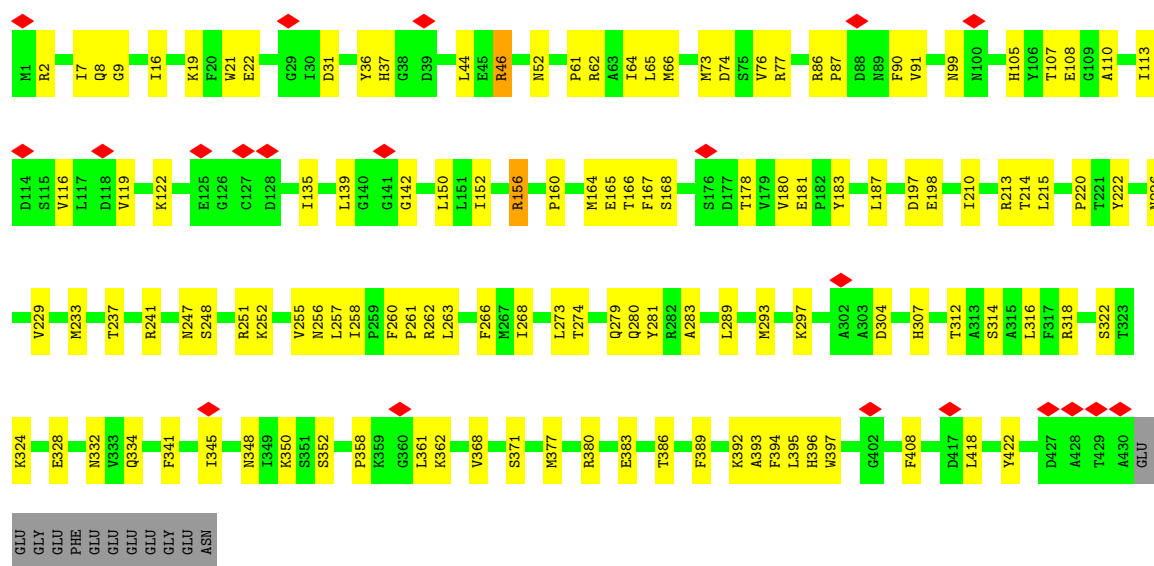 M1 R2 I7 Q8 G9 I16 K19 F20 W21 E22 G29 I30 D31 Y36 H37 G38 D39 L44 E45 R46 N52 P61 R62 A63 I64 L65 M66 M73 D74 S75 V76 R77 R86 P87 D88 N89 F90 V91 N99 N100 H105 Y106 T107 E108 G109 A110 I113
D114 S115 V116 L117 D118 V119 K122 E125 G126 C127 D128 I135 L139 G140 G141 G142 L150 L151 I152 R156 P160 M164 E165 T166 F167 S168 S176 D177 T178 V179 V180 E181 P182 Y183 L187 D197 E198 I210 R213 T214 L215 P220 T221 Y222
V229 M233 T237 R241 N247 S248 R251 K252 V255 N256 L257 I258 P259 F260 P261 R262 L263 F266 M267 I268 L273 T274 Q279 Q280 Y281 R282 A283 L289 M293 K297 A302 A303 D304 H307 T312 A313 S314 A315 L316 F317 R318 S322 T323
K324 E328 N332 V333 Q334 F341 I345 N348 I349 K350 S351 S352 P358 K359 G360 L361 K362 V368 S371 M377 R380 E383 T386 F389 K392 A393 F394 L395 H396 W397 G402 F408 D417 L418 Y422 D427 A428 T429 A430 GLU
GLU GLY GLU PHE GLU GLU GLU GLU GLY GLU ASN